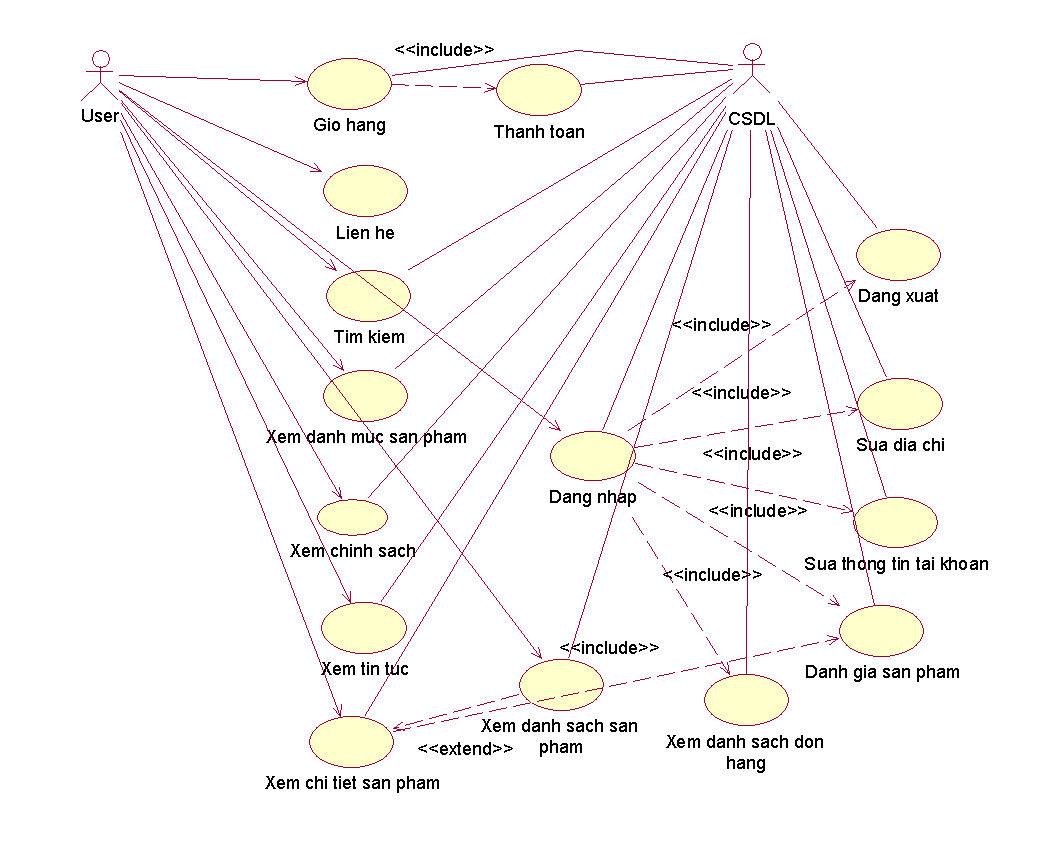 <<include>>
User
Gio hang
Thanh toan
CSDL
Lien he
Dang xuat
Tim kiem
<<include>>
<<include>>
Xem danh muc san pham
Sua dia chi
<<include>>
Dang nhap
<<include>>
Xem chinh sach
Sua thong tin tai khoan
<<include>>
<<include>>
Xem tin tuc
Danh gia san pham
Xem danh sach san
pham
Xem danh sach don
hang
<<extend>>
Xem chi tiet san pham